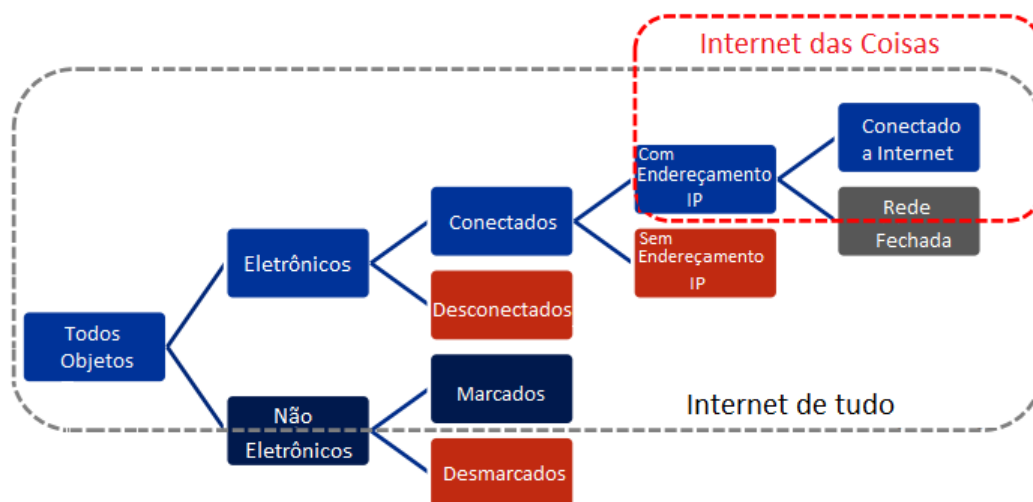 Internet das Coisas
Conectado
a Internet
Com
Endereçamento
IP
Rede
Fechada
Conectados
Sem
Endereçamento
IP
Eletrônicos
Desconectados
Todos
Objetos
Marcados
Não
Eletrônicos
Internet de tudo
Desmarcados